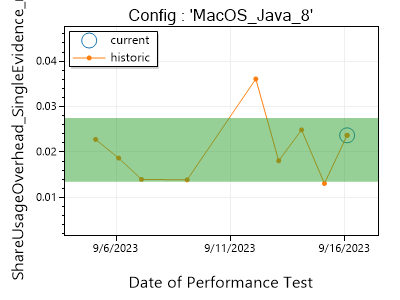 Config : 'MacOS_Java_8'
current
historic
0.04
0.03
0.02
0.01
ShareUsageOverhead_SingleEvidence_
9/6/2023
9/11/2023
9/16/2023
Date of Performance Test